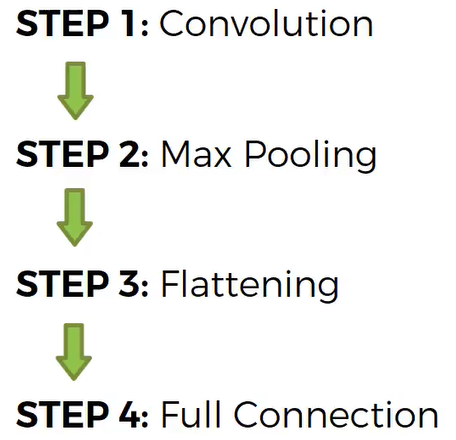 STEP 1: Convolution
STEP 2: Max Pooling
STEP 3: Flattening
STEP 4: Full Connection